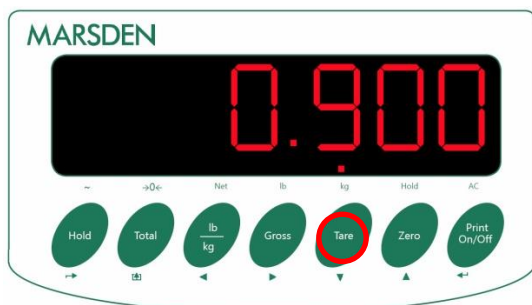 MARSDEN
0.900
~ →0← Net lb kg Hold AC
Hold Total lb/kg Gross Tare Zero Print On/Off